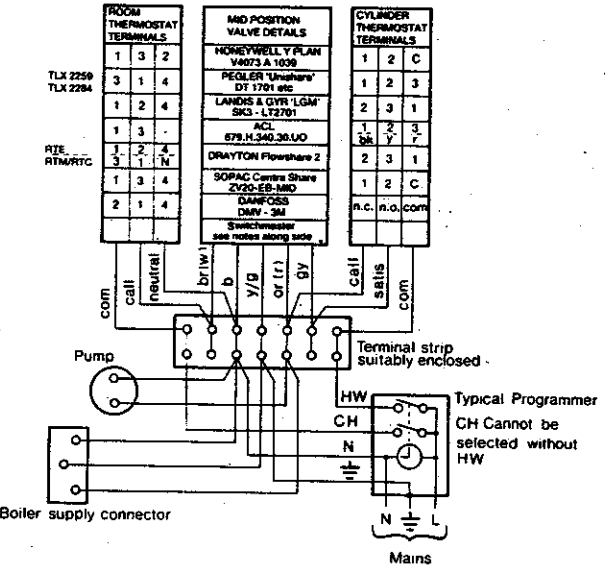 ROOM
THERMOSTAT
TERMINALS
1 3 2
TLX 2259
TLX 2284
3 1 4
1 2 4
1 3 -
RTE
RTM/RTC
1 2 4
3 1 N
1 3 4
2 1 4
MID POSITION
VALVE DETAILS
HONEYWELL Y PLAN
V4073 A 1039
PEGLER 'Unishare'
DT 1701 etc
LANDIS & GYR 'LGM'
SK3 - LT2701
ACL
679.H.340.30.UO
DRAYTON Flowshare 2
SOPAC Centra Share
ZV20-EB-MID
DANFOSS
DMV - 3M
Switchmaster
see notes along side
CYLINDER
THERMOSTAT
TERMINALS
1 2 C
1 2 3
2 3 1
1 2 3
bk y r
2 3 1
1 2 C
n.c. n.o. com
com
call
neutral
br(w)
b
y/g
or(r)
gy
call
satis
com
Terminal strip
suitably enclosed
Pump
HW
CH
N
Typical Programmer
CH Cannot be
selected without
HW
Boiler supply connector
N L
Mains